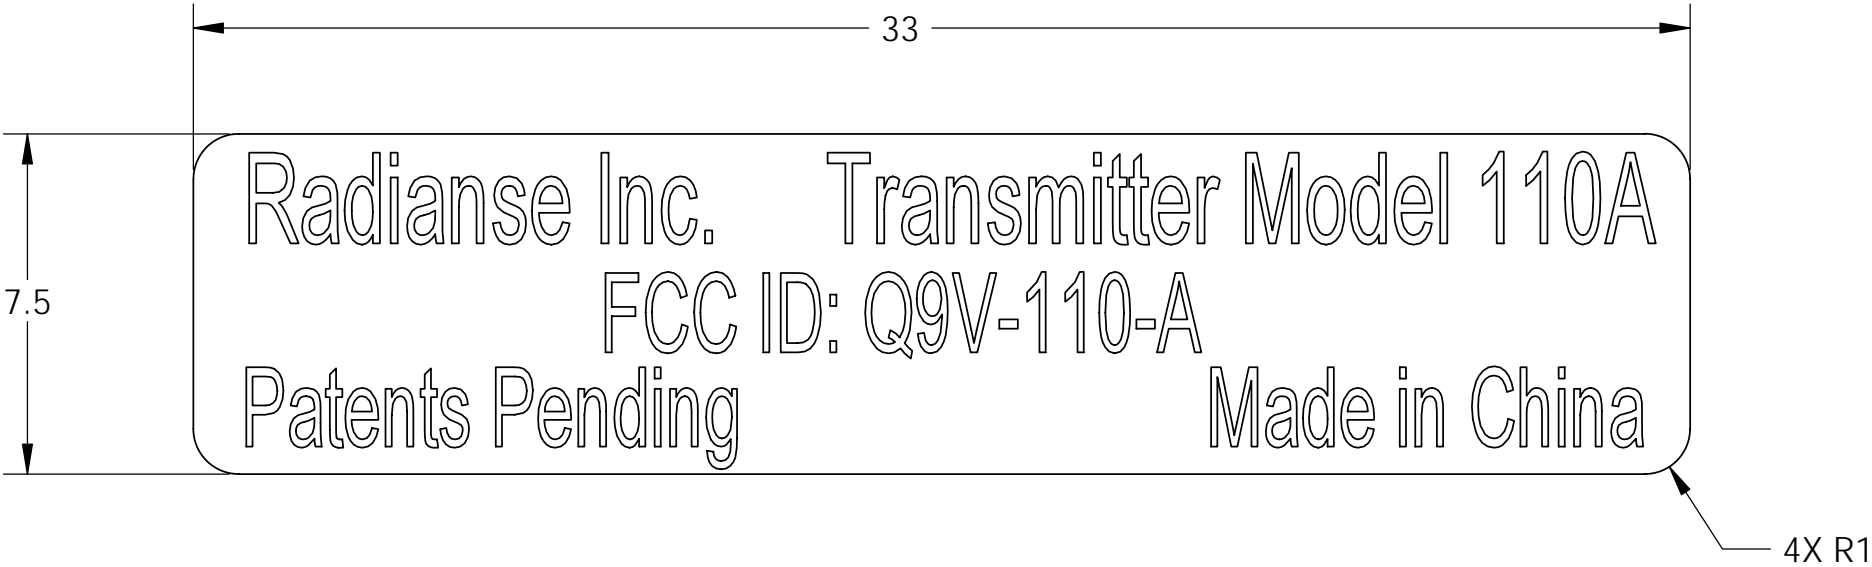 33
Radianse Inc. Transmitter Model 110A
7.5
FCC ID: Q9V-110-A
Patents Pending Made in China
4X R1